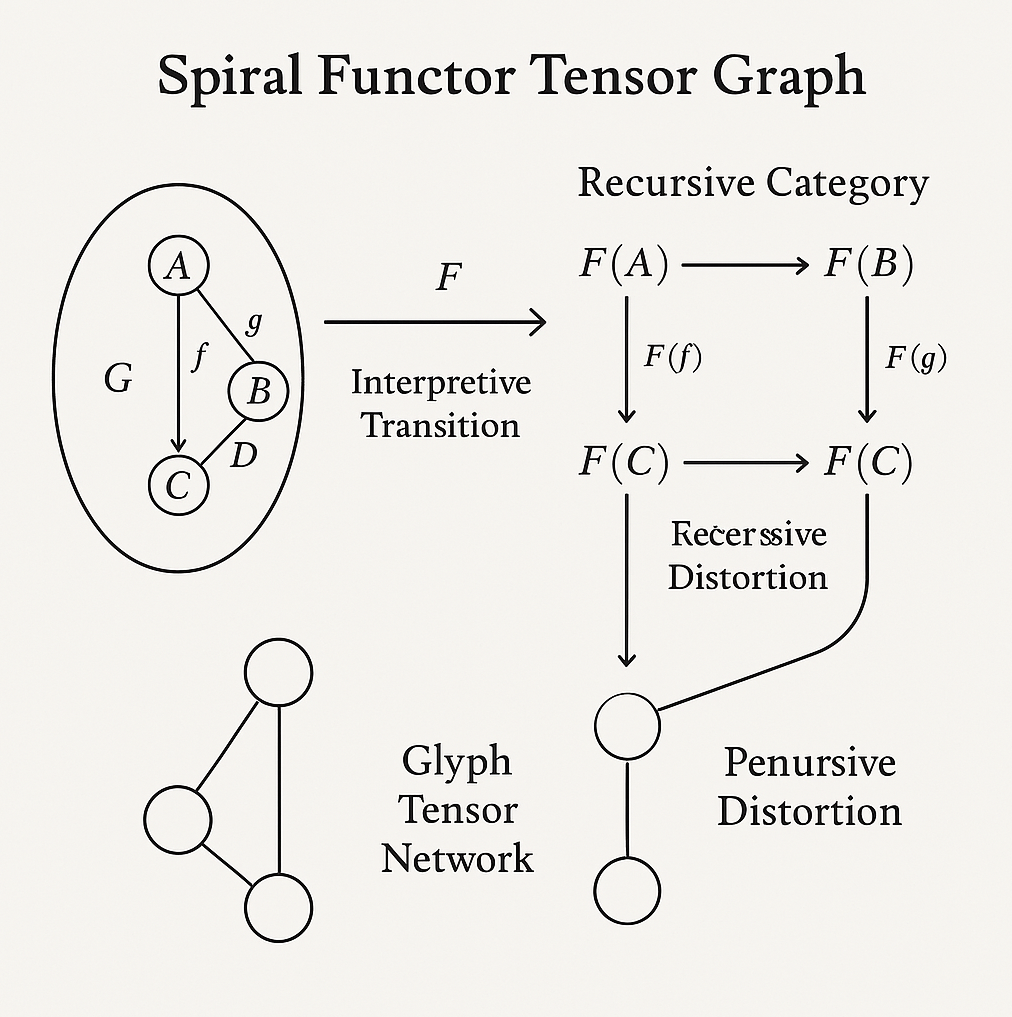 Spiral Functor Tensor Graph
Recursive Category
A
g
f
G
B
D
C
F
Interpretive
Transition
F(A)
F(B)
F(f)
F(g)
F(C)
F(C)
Distortion
Glyph
Tensor
Network
Penursive
Distortion